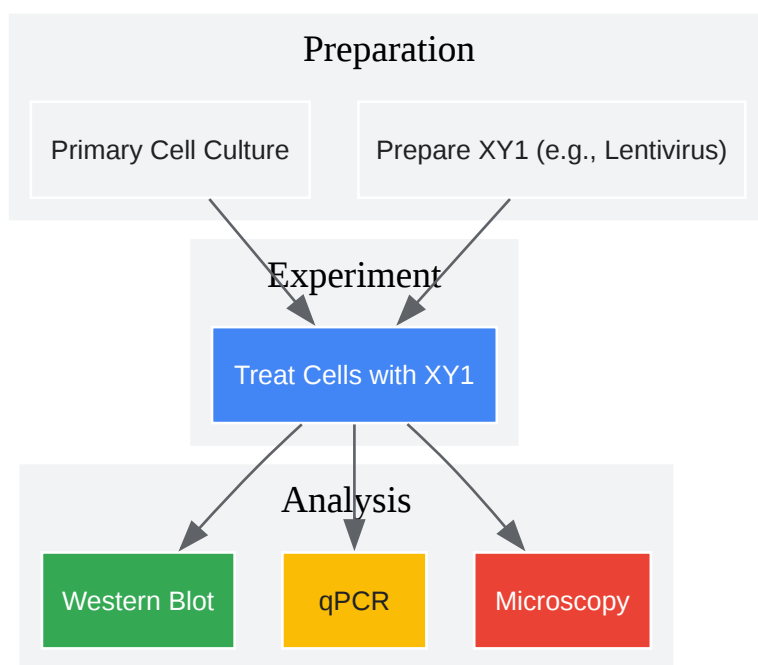 Preparation
Primary Cell Culture
Prepare XY1 (e.g., Lentivirus)
Experiment
Treat Cells with XY1
Analysis
Western Blot
qPCR
Microscopy